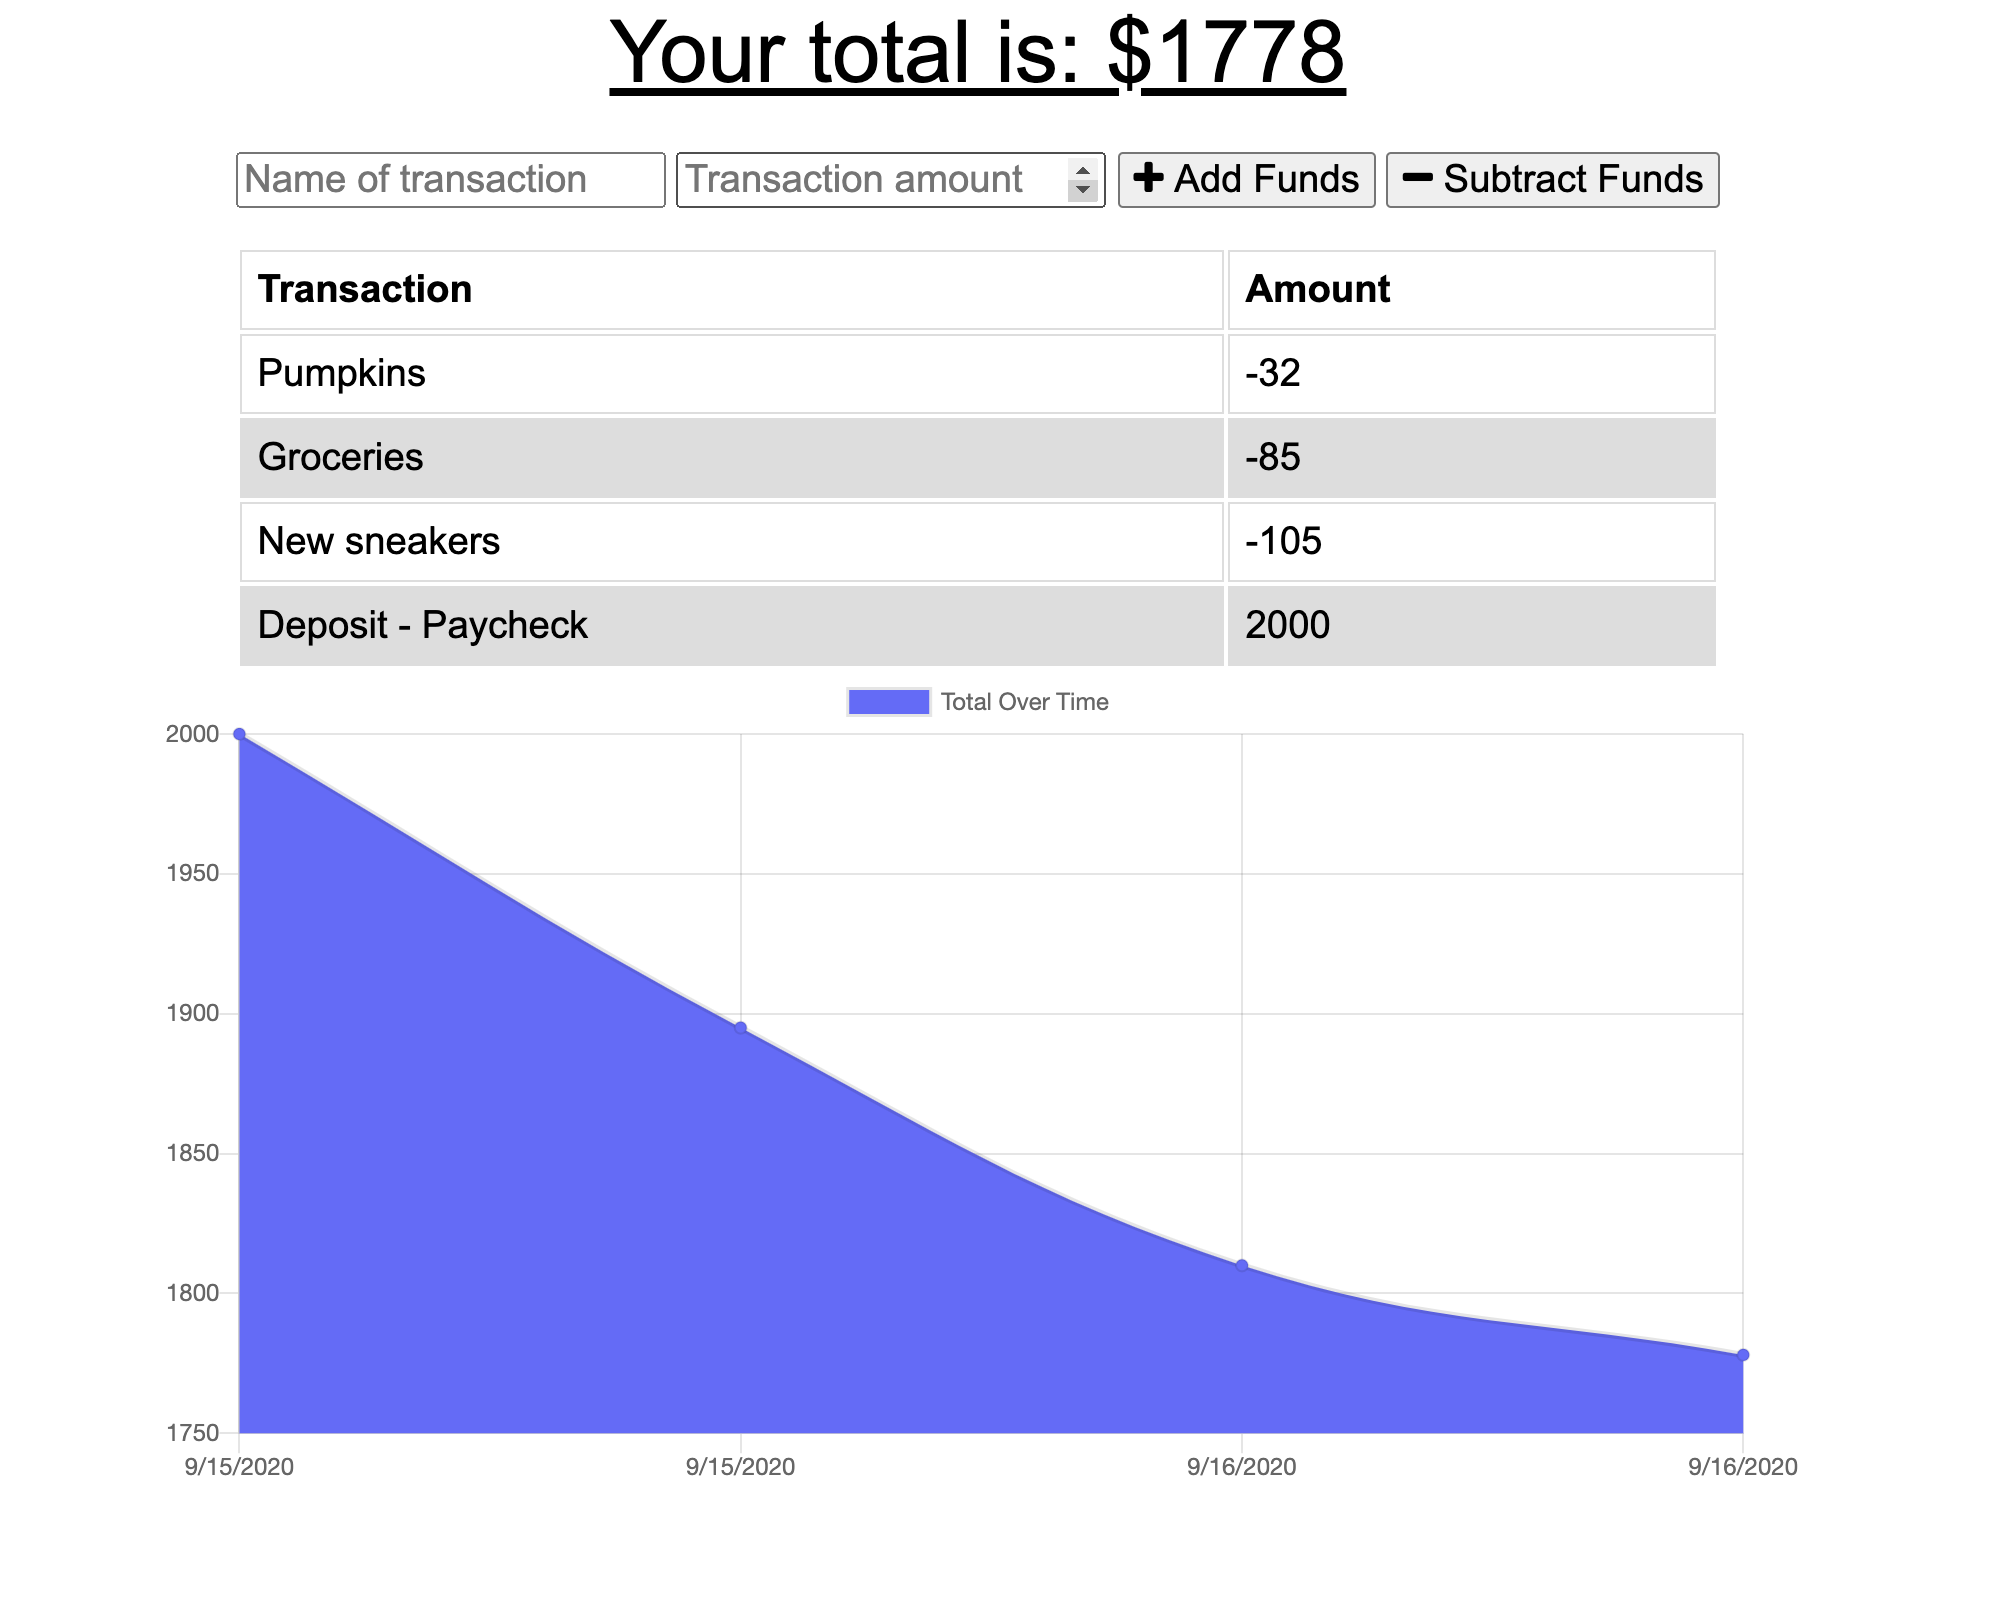 Your total is: $1778
Name of transaction Transaction amount Add Funds Subtract Funds
Transaction Amount
Pumpkins -32
Groceries -85
New sneakers -105
Deposit - Paycheck 2000
Total Over Time
2000
1950
1900
1850
1800
1750
9/15/2020 9/15/2020 9/16/2020 9/16/2020